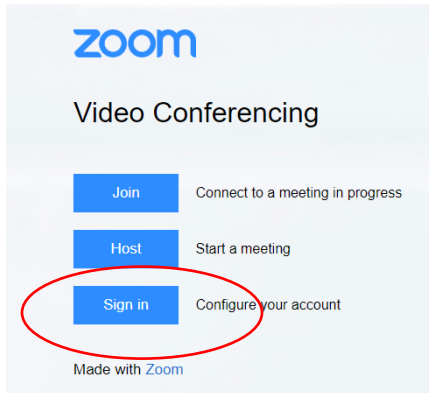 zoom
Video Conferencing
Join Connect to a meeting in progress
Host Start a meeting
Sign in Configure your account
Made with Zoom